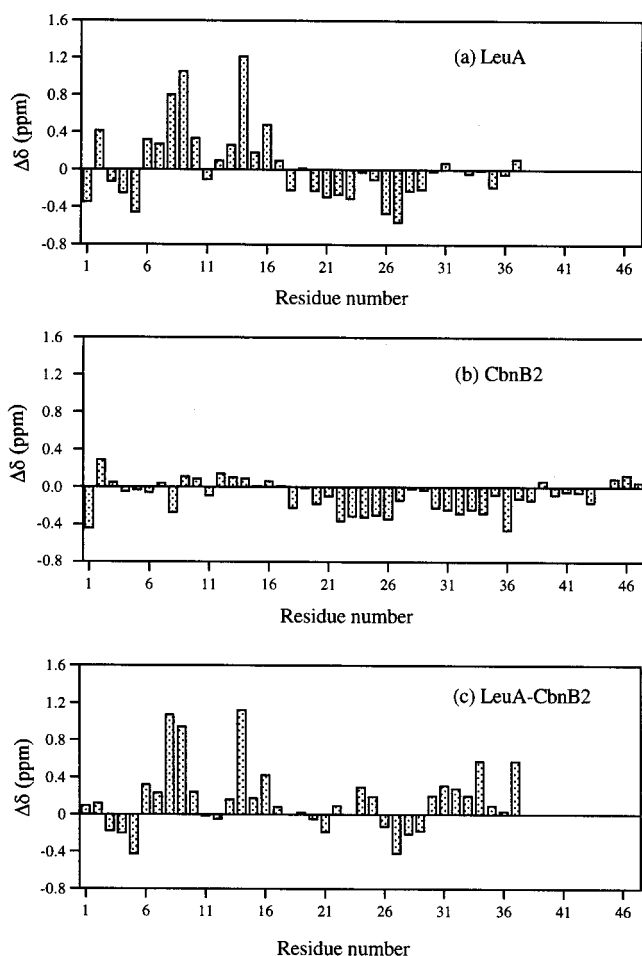 1.6
(a) LeuA
1.2
0.8
Δδ (ppm)
0.4
0
-0.4
-0.8
1 6 11 16 21 26 31 36 41 46
Residue number
1.6
(b) CbnB2
1.2
0.8
Δδ (ppm)
0.4
0.0
-0.4
-0.8
1 6 11 16 21 26 31 36 41 46
Residue number
1.6
(c) LeuA-CbnB2
1.2
0.8
Δδ (ppm)
0.4
0
-0.4
-0.8
1 6 11 16 21 26 31 36 41 46
Residue number